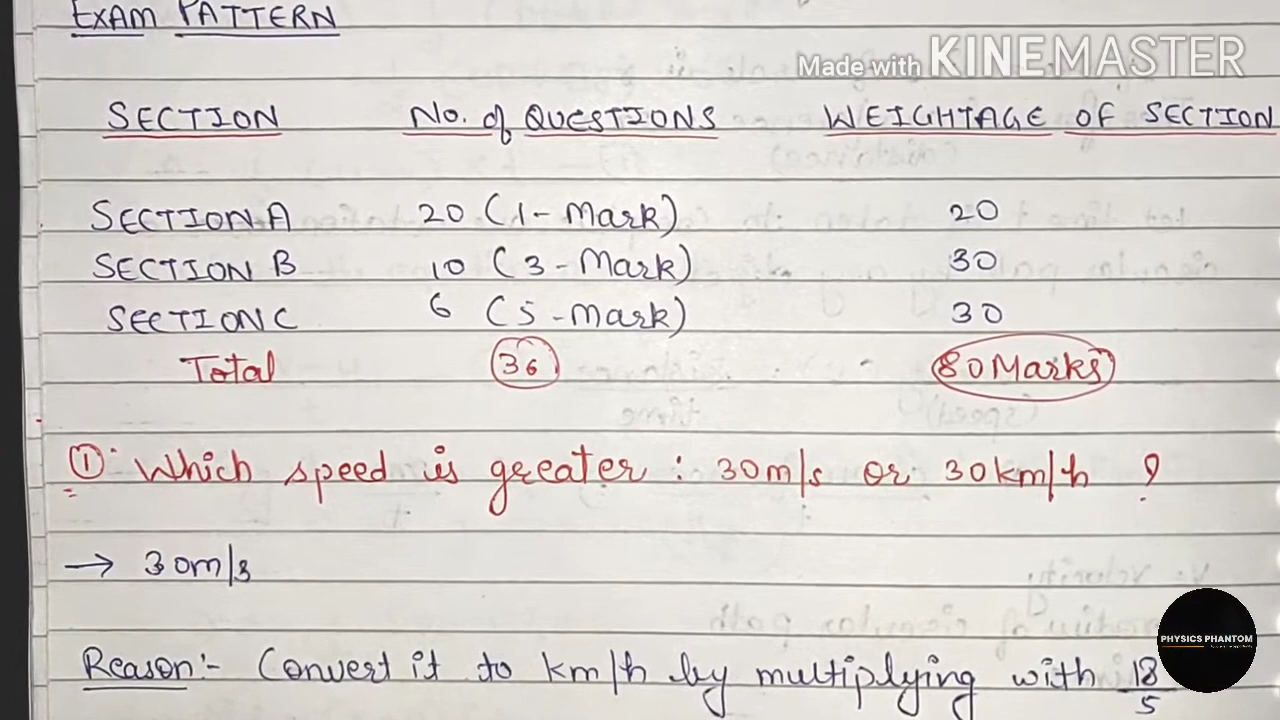 EXAM PATTERN
Made with KINEMASTER
SECTION No. of QUESTIONS WEIGHTAGE OF SECTION
SECTION A 20 (1-Mark) 20
SECTION B 10 (3-Mark) 30
SECTION C 6 (5-Mark) 30
Total 36 80 Marks
① Which speed is greater : 30m/s or 30km/h ?
→ 30m/s
PHYSICS PHANTOM
Reason:- Convert it to km/h by multiplying with 18/5